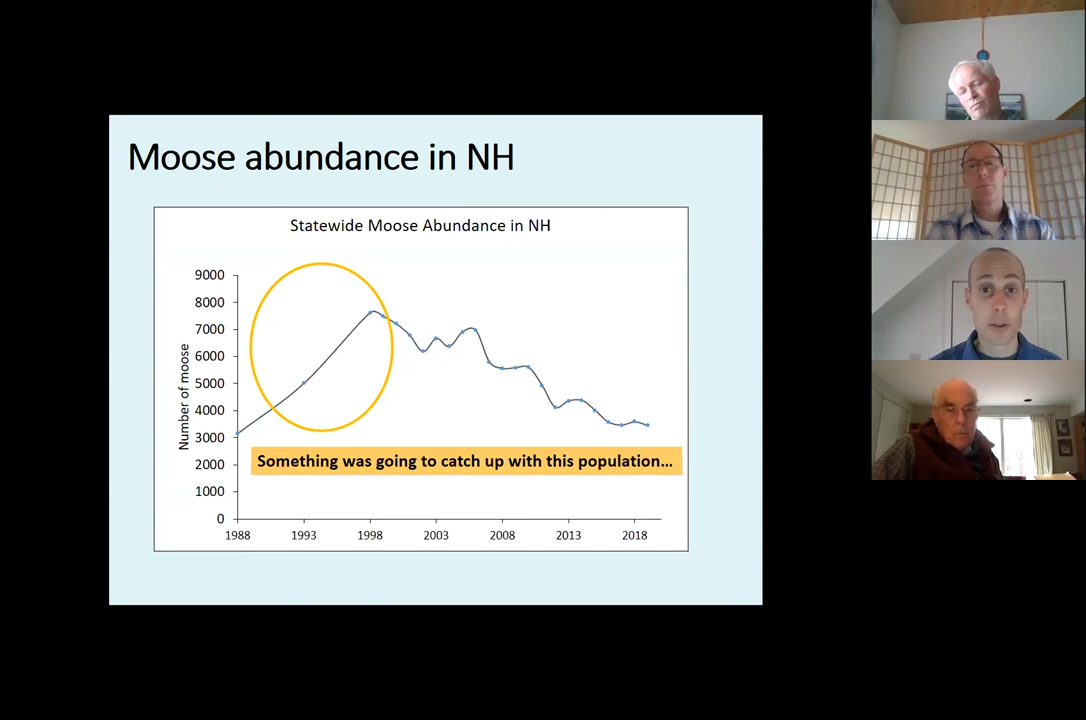 Moose abundance in NH
Statewide Moose Abundance in NH
Number of moose
9000
8000
7000
6000
5000
4000
3000
2000
1000
0
Something was going to catch up with this population...
1988 1993 1998 2003 2008 2013 2018